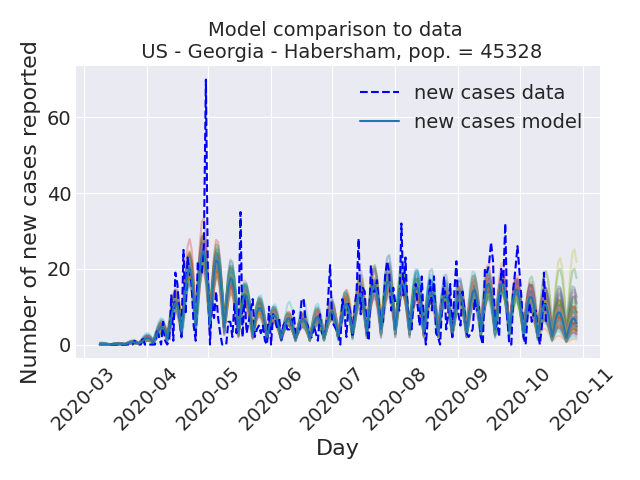 Model comparison to data
US - Georgia - Habersham, pop. = 45328
Number of new cases reported
60
40
20
0
new cases data
new cases model
2020-03
2020-04
2020-05
2020-06
2020-07
2020-08
2020-09
2020-10
2020-11
Day